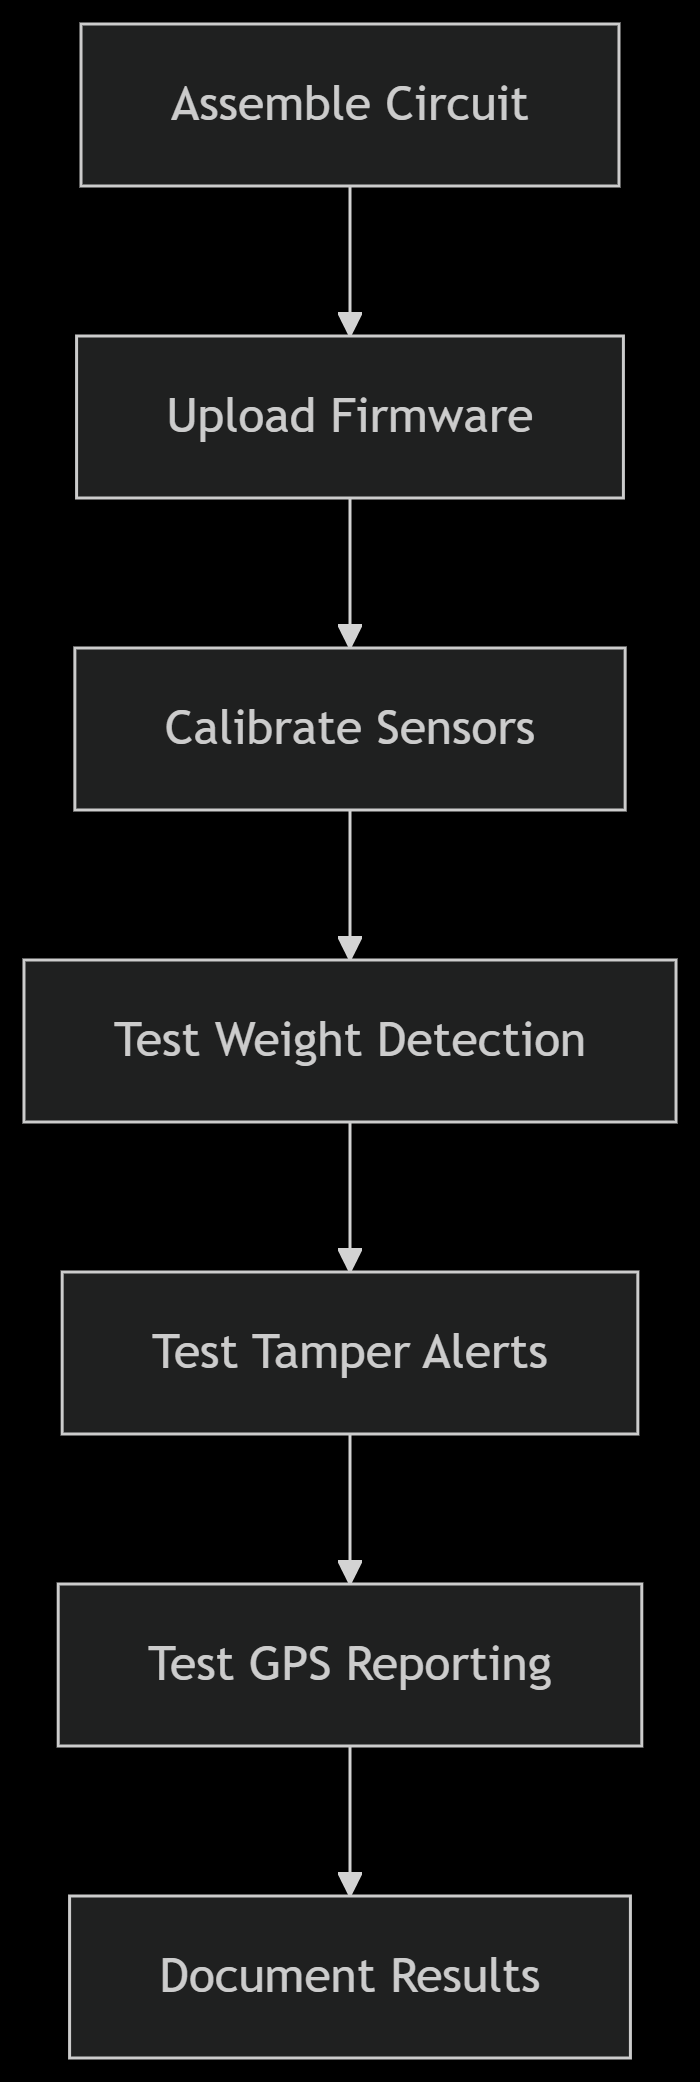 Assemble Circuit
Upload Firmware
Calibrate Sensors
Test Weight Detection
Test Tamper Alerts
Test GPS Reporting
Document Results